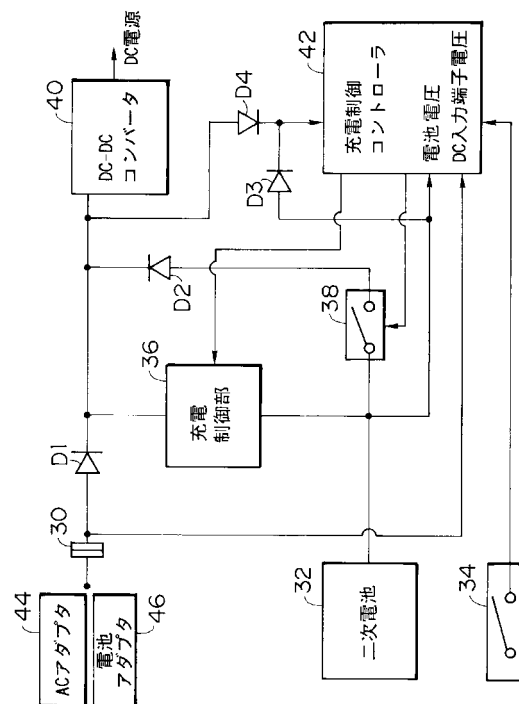 44
ACアダプタ
電池
アダプタ
46
30
D1
36
充電
制御部
D2
40
DC-DC
コンバータ
DC電源
D4
D3
42
充電制御
コントローラ
電池電圧
DC入力端子電圧
38
32
二次電池
34